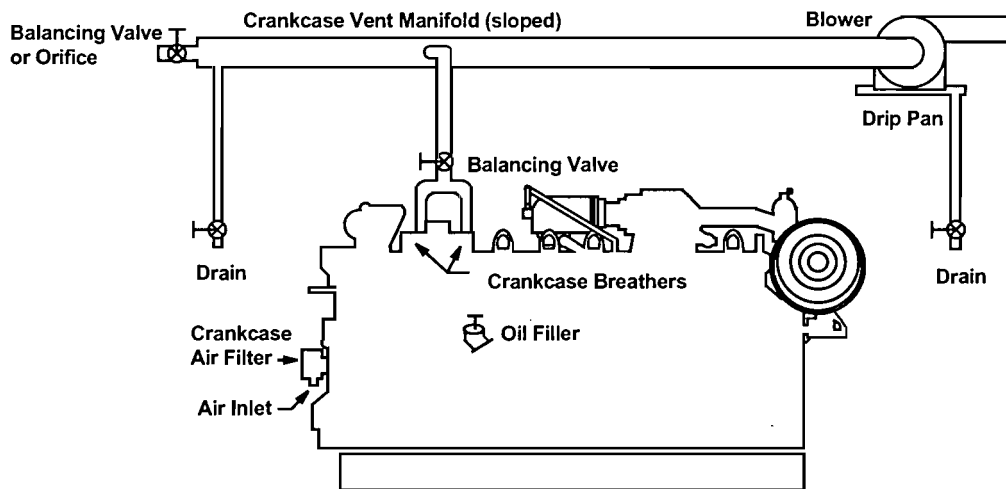 Crankcase Vent Manifold (sloped)
Blower
Balancing Valve
or Orifice
Drip Pan
Balancing Valve
Drain
Crankcase Breathers
Drain
Crankcase
Air Filter
Oil Filler
Air Inlet